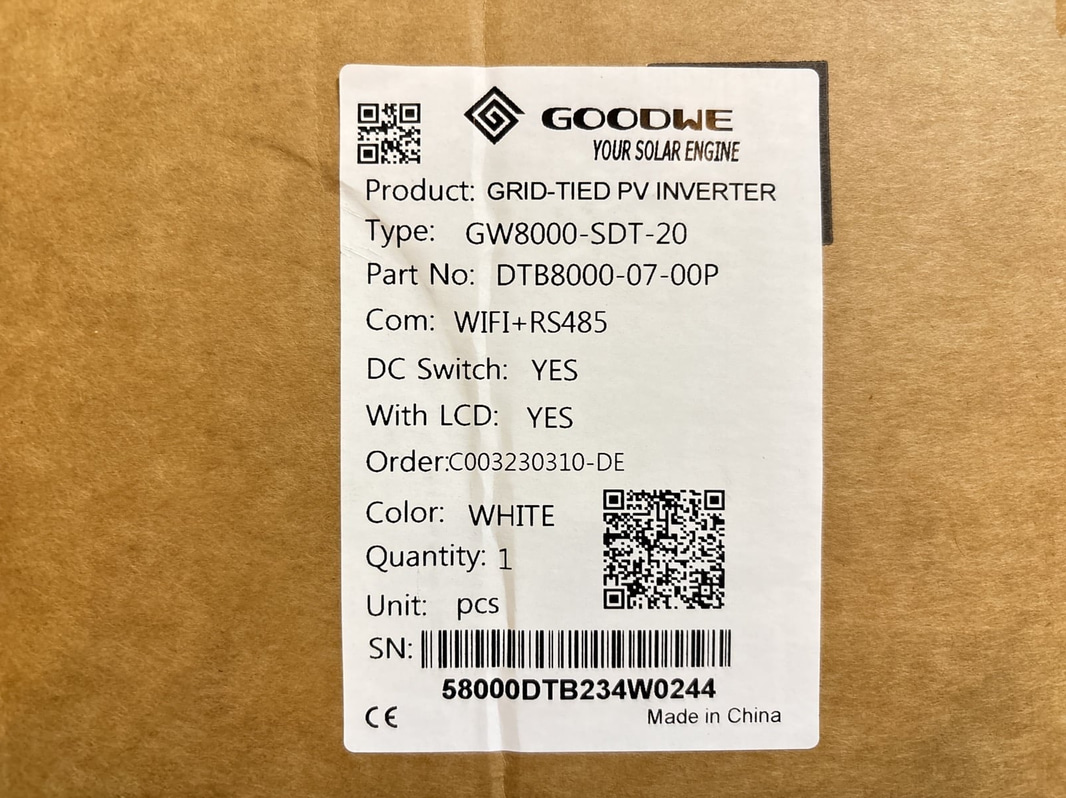 GOODWE
YOUR SOLAR ENGINE
Product: GRID-TIED PV INVERTER
Type: GW8000-SDT-20
Part No: DTB8000-07-00P
Com: WIFI+RS485
DC Switch: YES
With LCD: YES
Order:C003230310-DE
Color: WHITE
Quantity: 1
Unit: pcs
SN:
58000DTB234W0244
CE Made in China